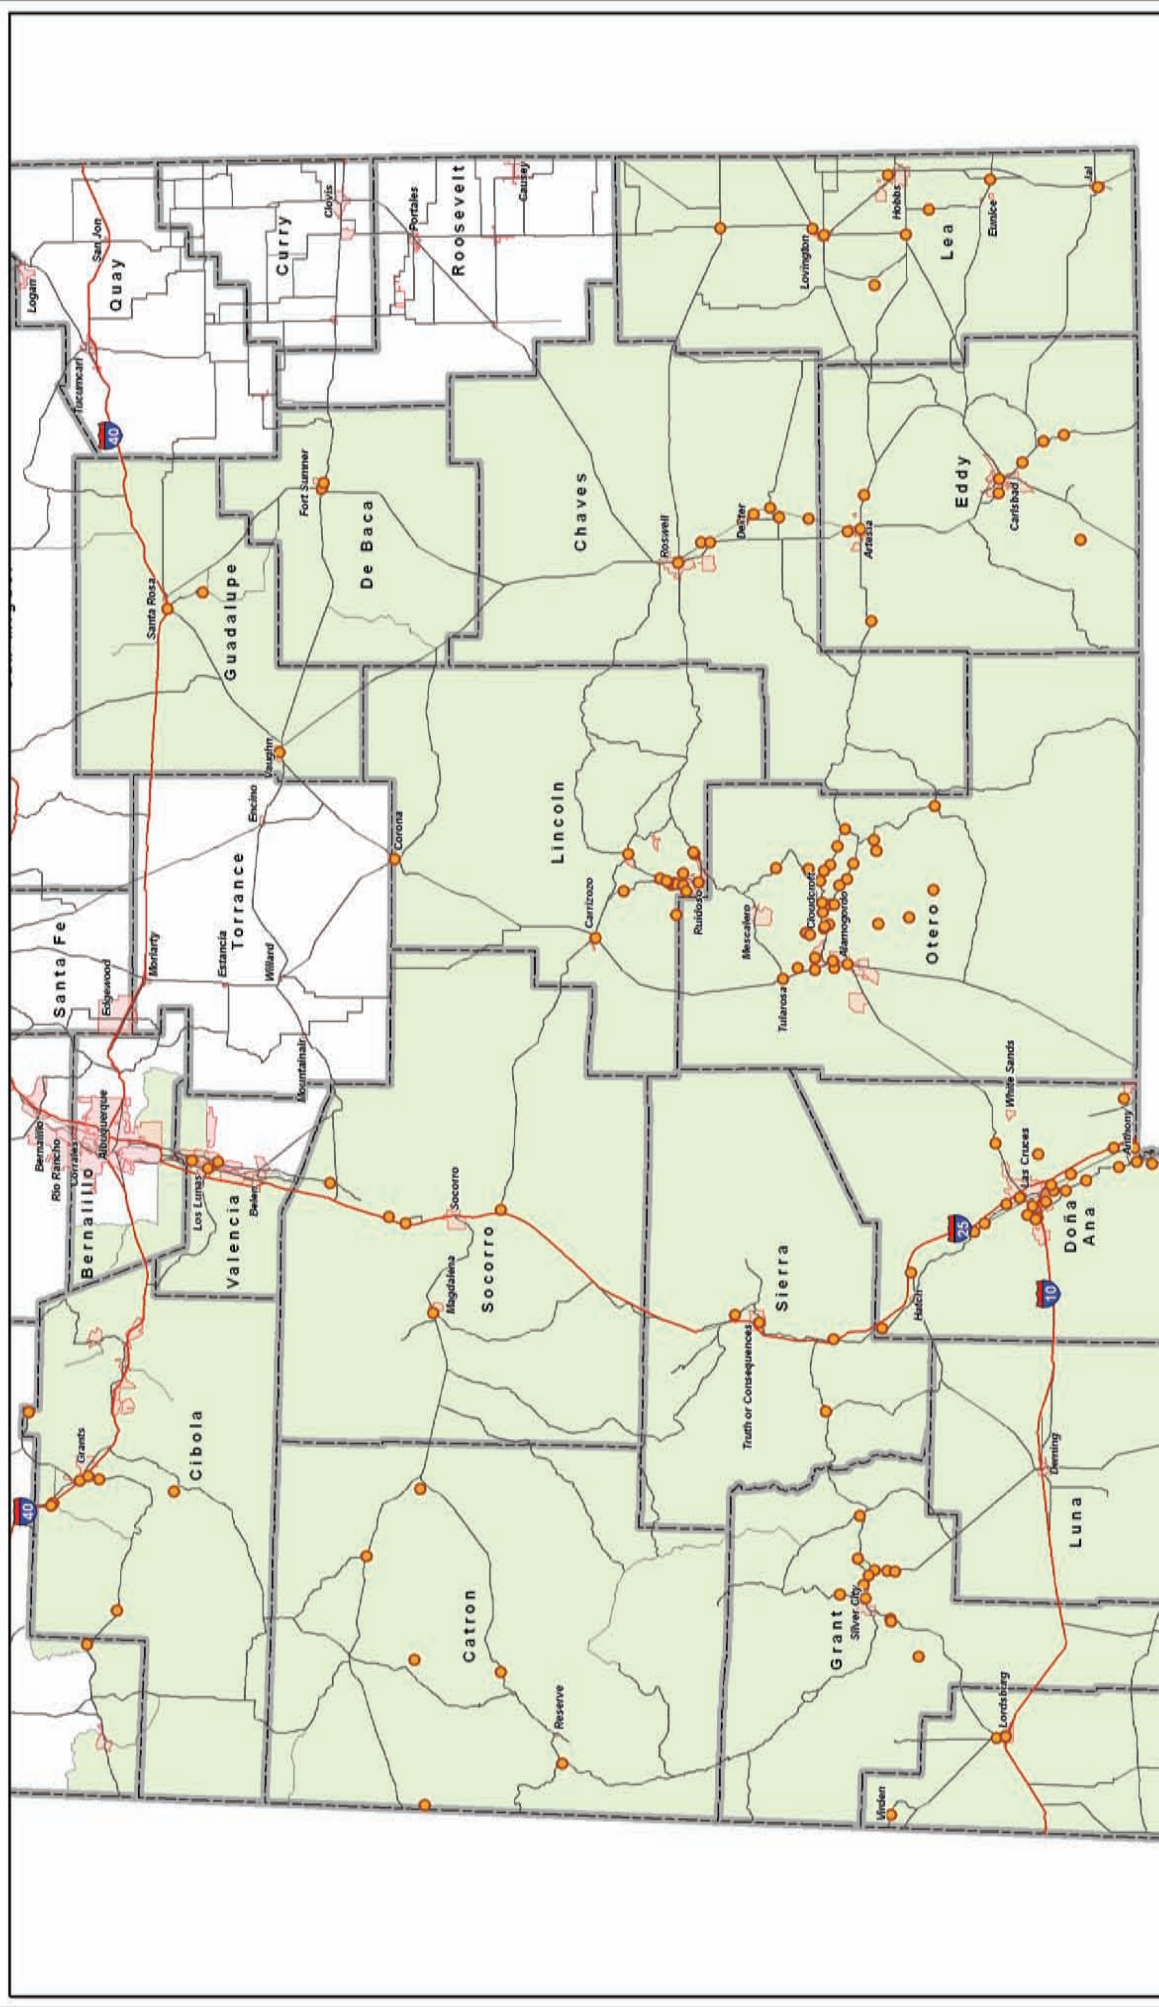 Logan
San Jon
Quay
Tucumcari
40
Curry
Clovis
Portales
Roosevelt
Causey
Santa Rosa
Guadalupe
Fort Sumner
De Baca
Vaughn
Encino
Torrance
Estancia
Willard
Mountainair
Moriarty
Edgewood
Santa Fe
Corona
Chaves
Roswell
Dexter
Lovington
Hobbs
Lea
Eunice
Jal
Artesia
Eddy
Carlsbad
Lincoln
Carrizozo
Ruidoso
Mescalero
Cloudcroft
Alamogordo
Tularosa
Otero
Bernalillo
Rio Rancho
Corrales
Albuquerque
Bernalillo
Los Lunas
Valencia
Belen
Socorro
Magdalena
Socorro
Sierra
Truth or Consequences
White Sands
Las Cruces
Anthony
Doña
Ana
25
10
Hatch
Grants
Cibola
40
Catron
Reserve
Grant
Silver City
Deming
Luna
Lordsburg
Virden